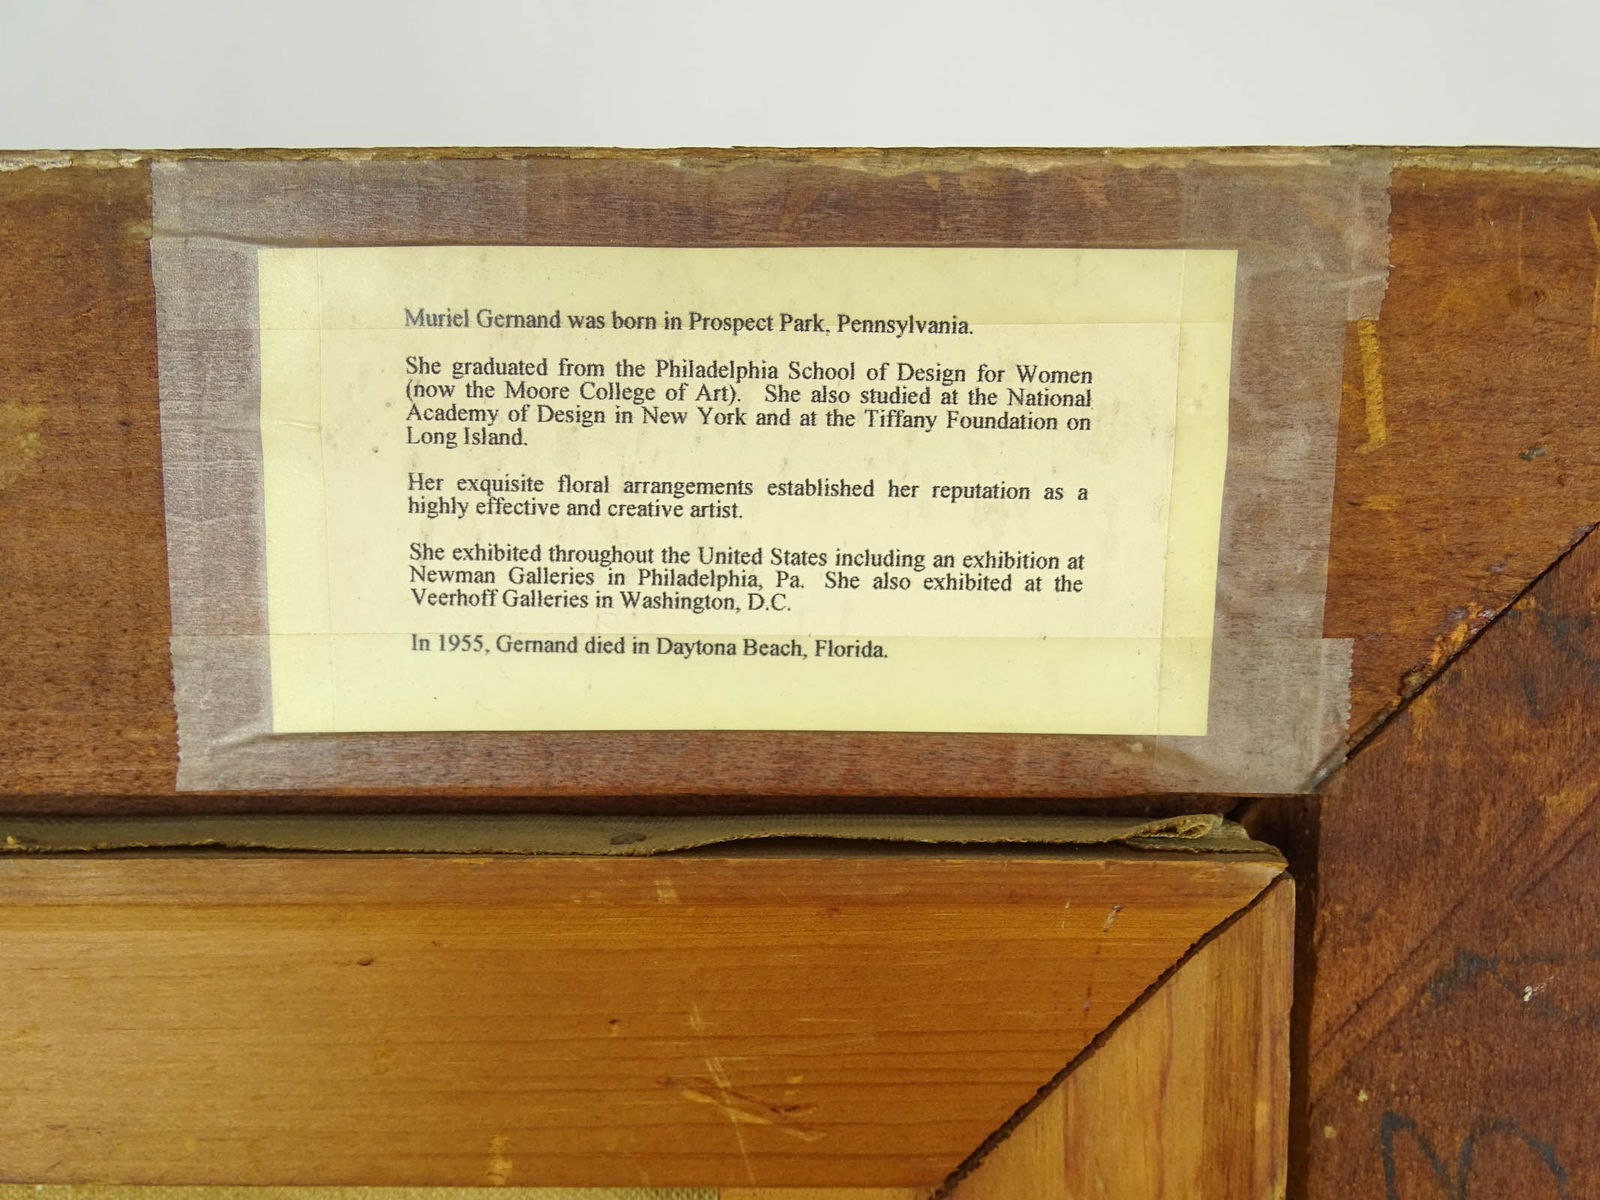 Muriel Gernand was born in Prospect Park, Pennsylvania.
She graduated from the Philadelphia School of Design for Women
(now the Moore College of Art). She also studied at the National
Academy of Design in New York and at the Tiffany Foundation on
Long Island.
Her exquisite floral arrangements established her reputation as a
highly effective and creative artist.
She exhibited throughout the United States including an exhibition at
Newman Galleries in Philadelphia, Pa. She also exhibited at the
Veerhoff Galleries in Washington, D.C.
In 1955, Gernand died in Daytona Beach, Florida.